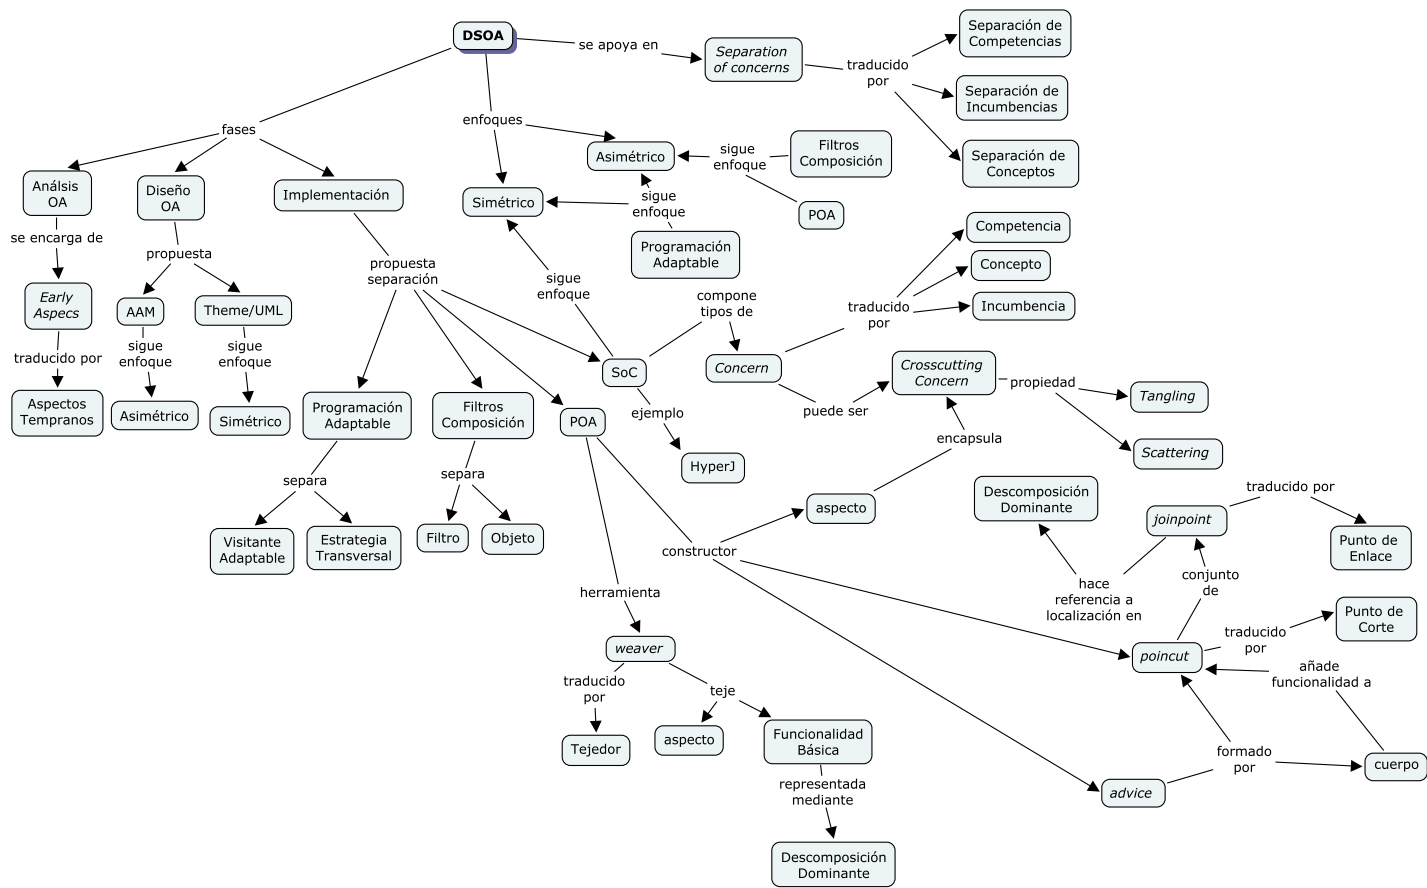 DSOA
se apoya en
Separation
of concerns
traducido
por
Separación de
Competencias
Separación de
Incumbencias
Separación de
Conceptos
fases
enfoques
Asimétrico
sigue
enfoque
Filtros
Composición
POA
Simétrico
sigue
enfoque
Programación
Adaptable
Análsis
OA
Diseño
OA
Implementación
se encarga de
propuesta
propuesta
separación
sigue
enfoque
Early
Aspecs
AAM
Theme/UML
compone
tipos de
traducido
por
Competencia
Concepto
Incumbencia
traducido por
sigue
enfoque
sigue
enfoque
SoC
Concern
Crosscutting
Concern
propiedad
Tangling
Scattering
puede ser
encapsula
ejemplo
HyperJ
Aspectos
Tempranos
Asimétrico
Simétrico
Programación
Adaptable
Filtros
Composición
POA
separa
separa
Visitante
Adaptable
Estrategia
Transversal
Filtro
Objeto
aspecto
constructor
Descomposición
Dominante
joinpoint
traducido por
Punto de
Enlace
hace
referencia a
localización en
conjunto
de
herramienta
weaver
poincut
traducido
por
Punto de
Corte
añade
funcionalidad a
traducido
por
teje
Tejedor
aspecto
Funcionalidad
Básica
representada
mediante
Descomposición
Dominante
advice
formado
por
cuerpo